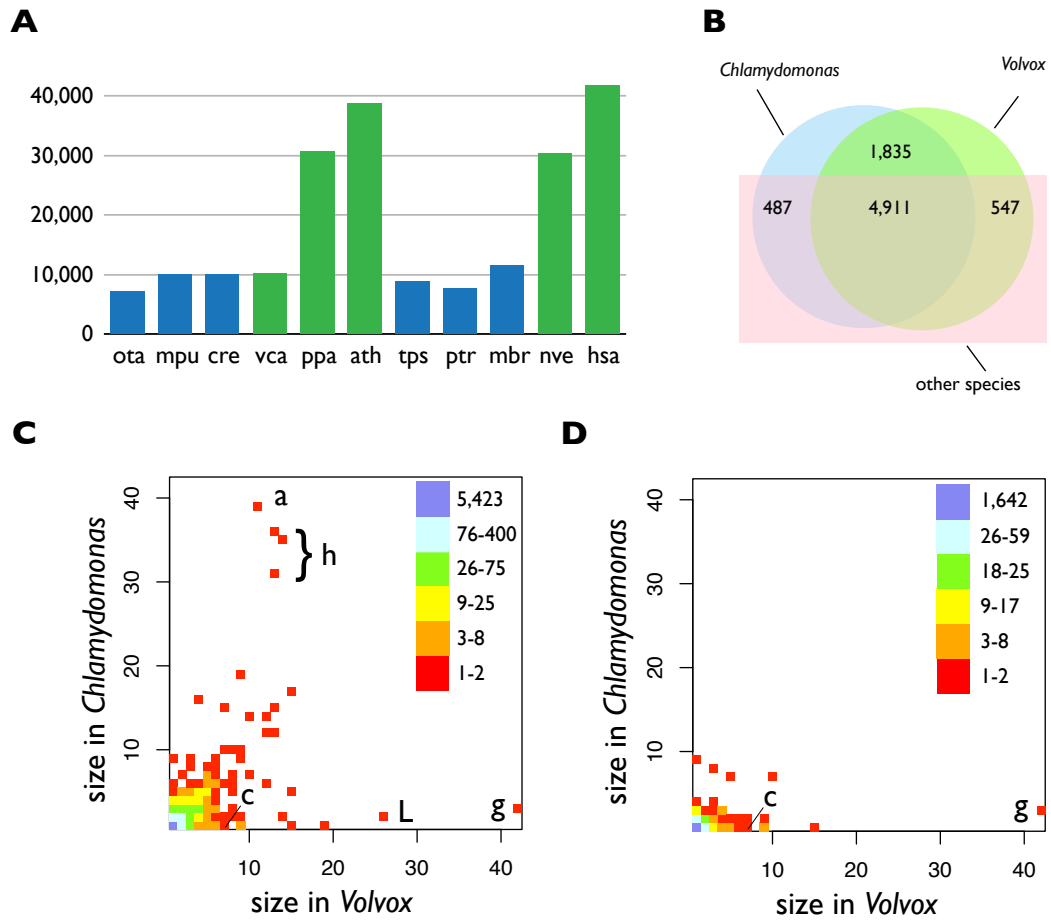 A
40,000
30,000
20,000
10,000
0
ota mpu cre vca ppa ath tps ptr mbr nve hsa
B
Chlamydomonas
Volvox
1,835
487 4,911 547
other species
C
size in Chlamydomonas
40
30
20
10
a
h
c
L
g
5,423
76-400
26-75
9-25
3-8
1-2
10 20 30 40
size in Volvox
D
size in Chlamydomonas
40
30
20
10
c
g
1,642
26-59
18-25
9-17
3-8
1-2
10 20 30 40
size in Volvox